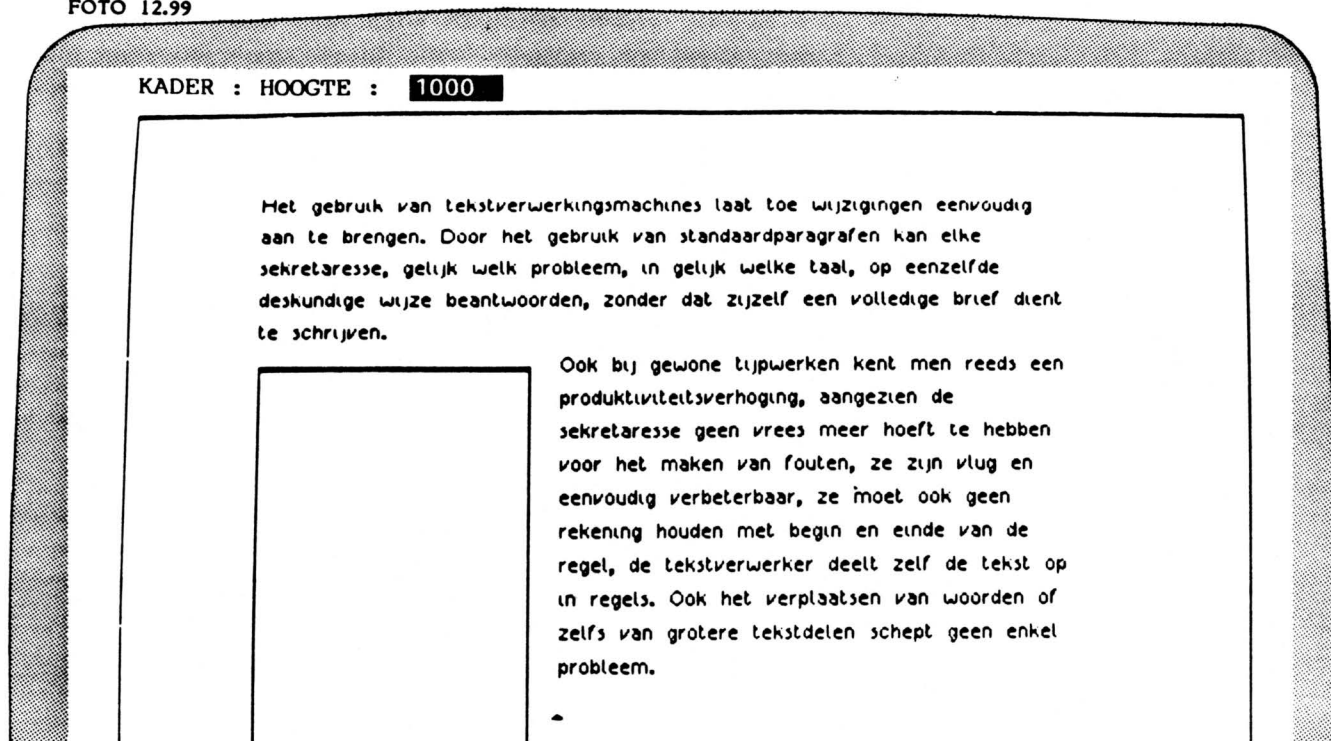 FOTO 12.99
KADER : HOOGTE : 1000
Het gebruik van tekstverwerkingsmachines laat toe wijzigingen eenvoudig
aan te brengen. Door het gebruik van standaardparagrafen kan elke
sekretaresse, gelijk welk probleem, in gelijk welke taal, op eenzelfde
deskundige wijze beantwoorden, zonder dat zijzelf een volledige brief dient
te schrijven.
Ook bij gewone tijpwerken kent men reeds een
produktiviteitsverhoging, aangezien de
sekretaresse geen vrees meer hoeft te hebben
voor het maken van fouten, ze zijn vlug en
eenvoudig verbeterbaar, ze moet ook geen
rekening houden met begin en einde van de
regel, de tekstverwerker deelt zelf de tekst op
in regels. Ook het verplaatsen van woorden of
zelfs van grotere tekstdelen schept geen enkel
probleem.